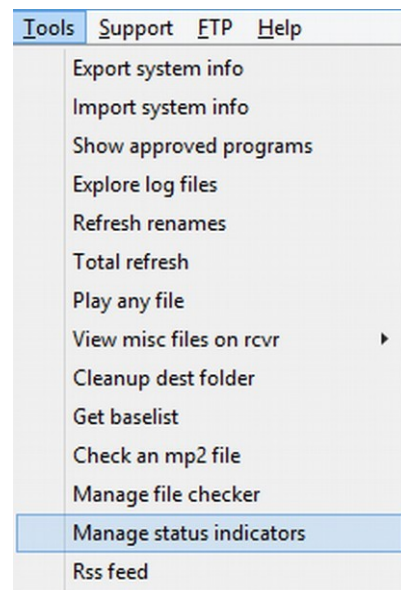 Tools Support FTP Help
Export system info
Import system info
Show approved programs
Explore log files
Refresh renames
Total refresh
Play any file
View misc files on rcvr
Cleanup dest folder
Get baselist
Check an mp2 file
Manage file checker
Manage status indicators
Rss feed